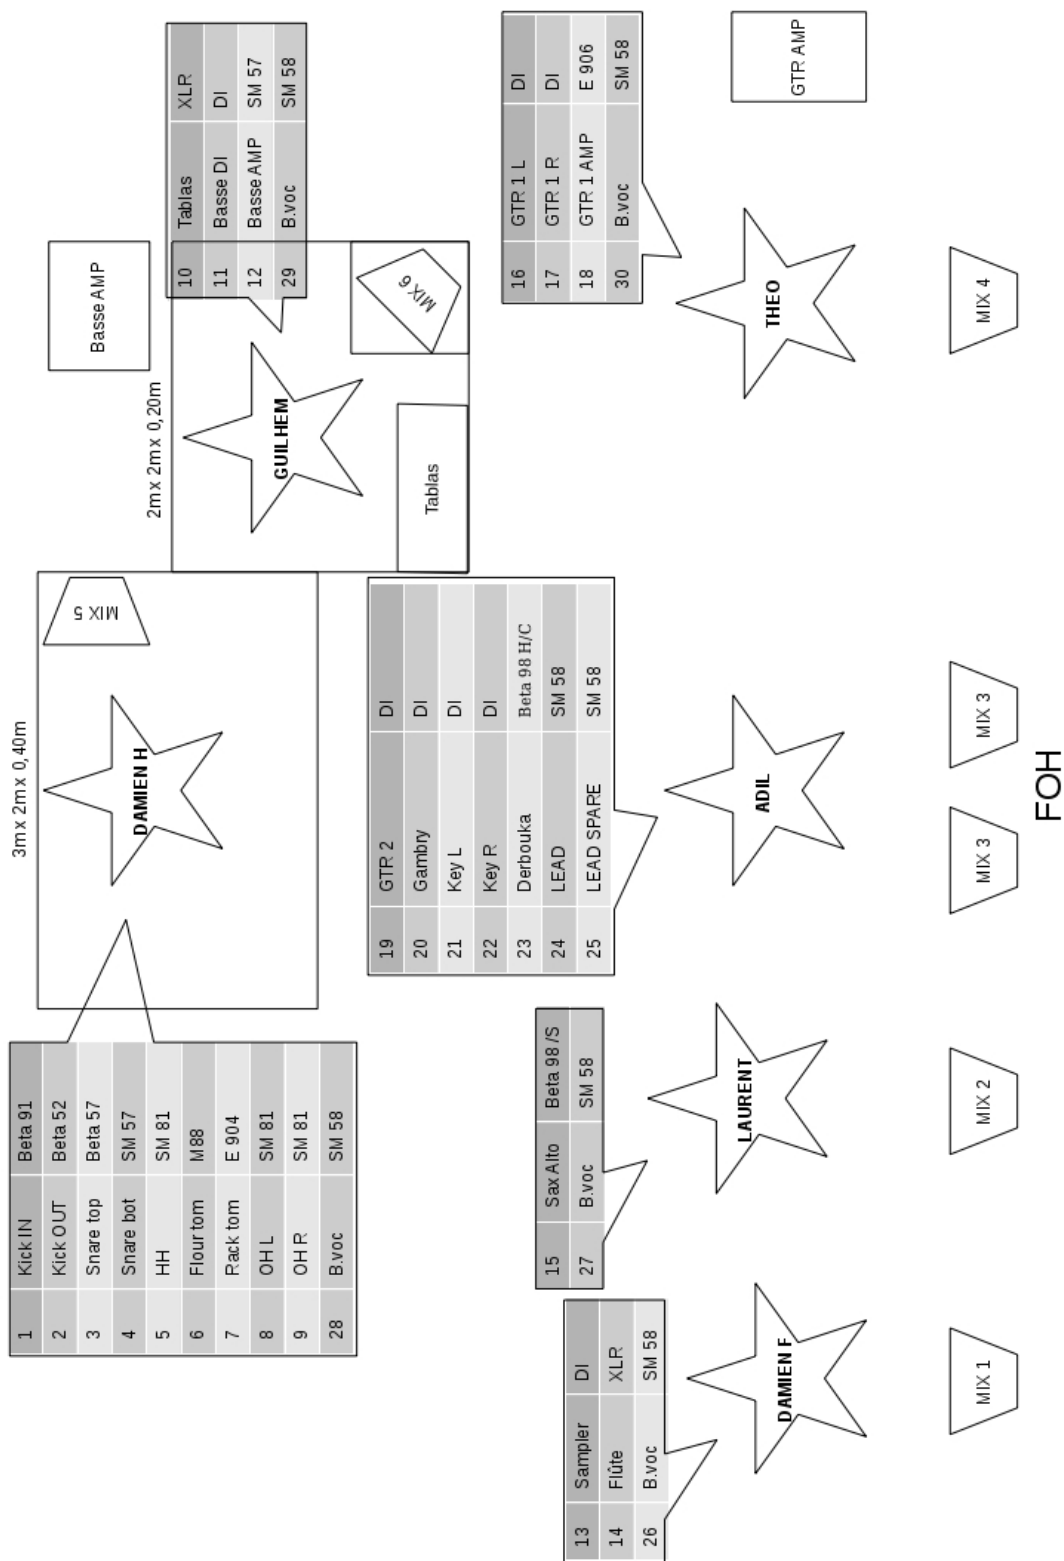 3m x 2m x 0,40m
1 Kick IN Beta 91
2 Kick OUT Beta 52
3 Snare top Beta 57
4 Snare bot SM 57
5 HH SM 81
6 Flour tom M88
7 Rack tom E 904
8 OH L SM 81
9 OH R SM 81
28 B.voc SM 58
DAMIEN H
MIX 5
Basse AMP
2m x 2m x 0,20m
10 Tablas XLR
11 Basse DI DI
12 Basse AMP SM 57
29 B.voc SM 58
GUILHEM
MIX 6
Tablas
13 Sampler DI
14 Flûte XLR
26 B.voc SM 58
DAMIEN F
15 Sax Alto Beta 98 /S
27 B.voc SM 58
LAURENT
19 GTR 2 DI
20 Gambry DI
21 Key L DI
22 Key R DI
23 Derbouka Beta 98 H/C
24 LEAD SM 58
25 LEAD SPARE SM 58
ADIL
16 GTR 1 L DI
17 GTR 1 R DI
18 GTR 1 AMP E 906
30 B.voc SM 58
THEO
GTR AMP
MIX 1
MIX 2
MIX 3
MIX 3
MIX 4
FOH